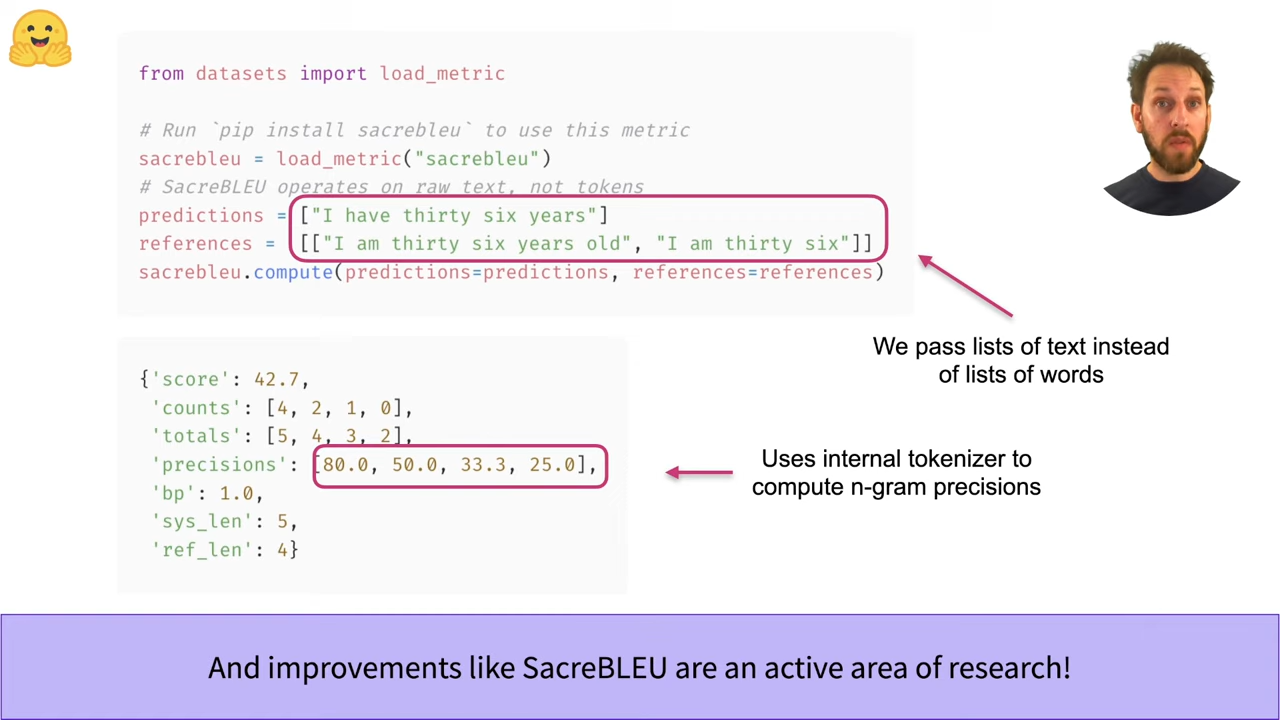 from datasets import load_metric
# Run `pip install sacrebleu` to use this metric
sacrebleu = load_metric("sacrebleu")
# SacreBLEU operates on raw text, not tokens
predictions = ["I have thirty six years"]
references = [["I am thirty six years old", "I am thirty six"]]
sacrebleu.compute(predictions=predictions, references=references)
We pass lists of text instead
of lists of words
{'score': 42.7,
'counts': [4, 2, 1, 0],
'totals': [5, 4, 3, 2],
'precisions': [80.0, 50.0, 33.3, 25.0],
'bp': 1.0,
'sys_len': 5,
'ref_len': 4}
Uses internal tokenizer to
compute n-gram precisions
And improvements like SacreBLEU are an active area of research!